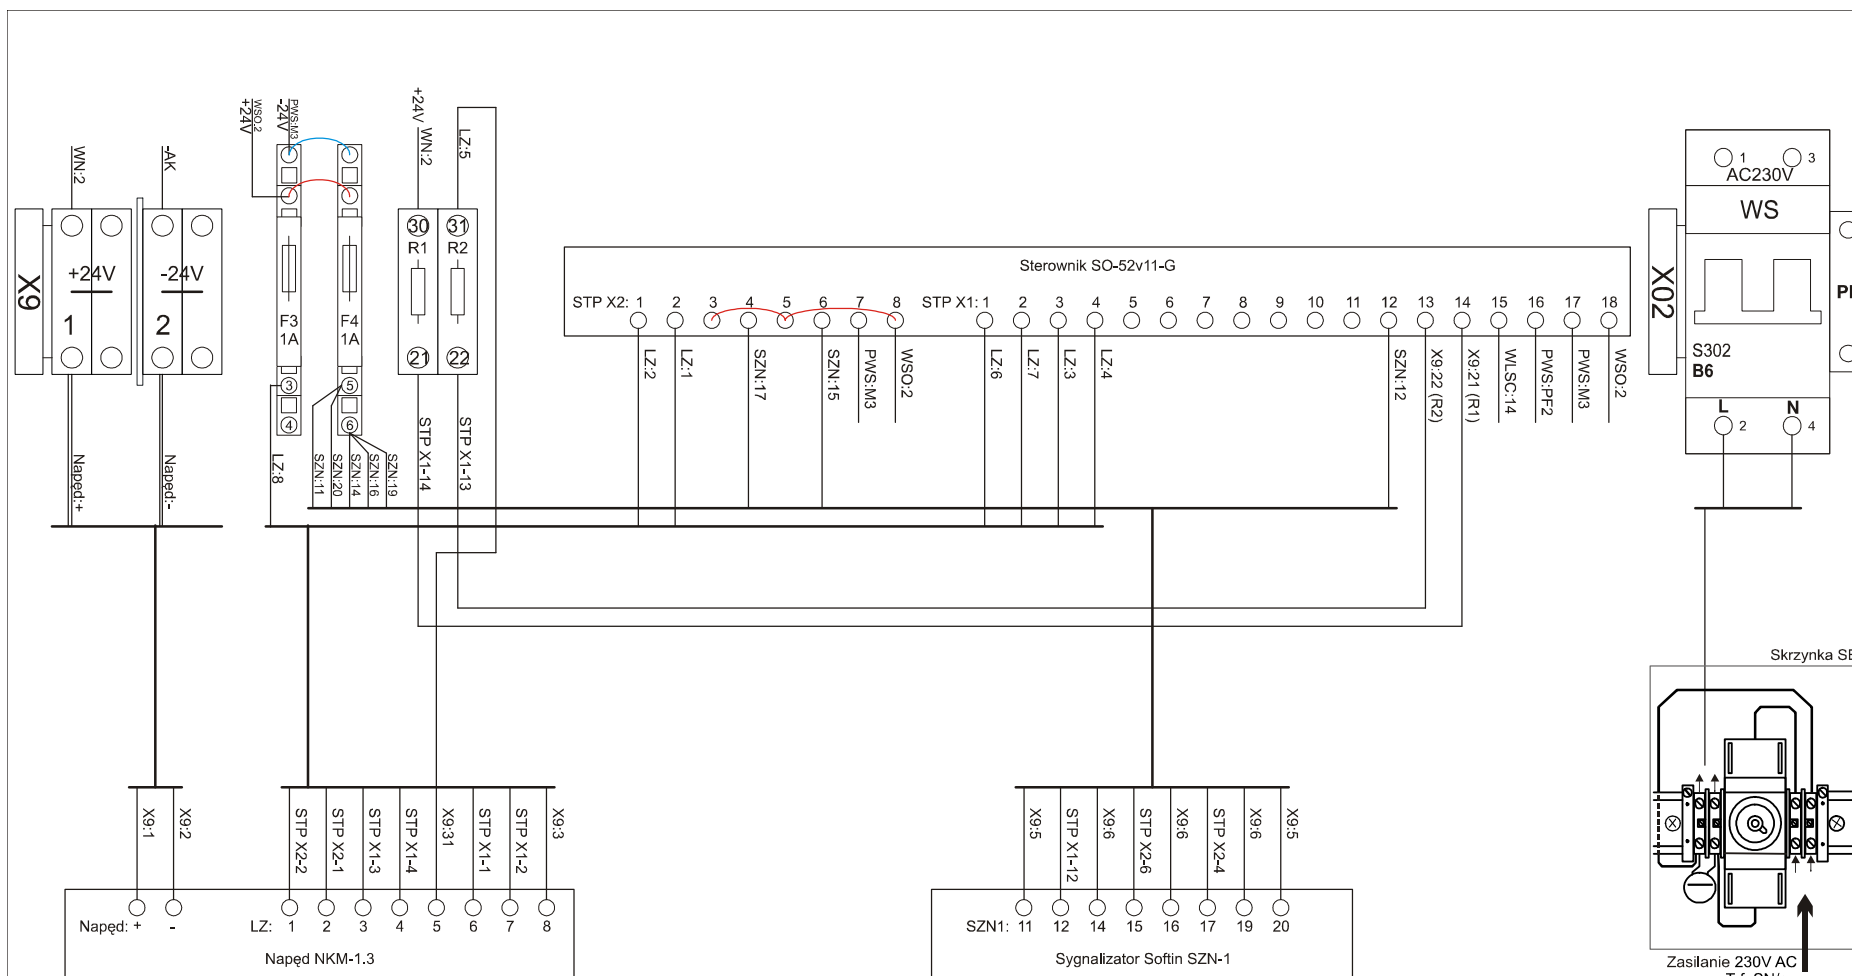 WSO:2
+24V
PWS:M3
-24V
+24V
WN:2
LZ:5
WN:2
-AK
X9
+24V
1
-24V
2
F3
1A
3
4
F4
1A
5
6
30
R1
21
31
R2
22
LZ:8
SZN:11
SZN:20
SZN:14
SZN:16
SZN:19
STP X1-14
STP X1-13
Napęd:+
Napęd:-
Sterownik SO-52v11-G
STP X2: 1 2 3 4 5 6 7 8
STP X1: 1 2 3 4 5 6 7 8 9 10 11 12 13 14 15 16 17 18
LZ:2
LZ:1
SZN:17
SZN:15
PWS:M3
WSO:2
LZ:6
LZ:7
LZ:3
LZ:4
SZN:12
X9:22 (R2)
X9:21 (R1)
WLSC:14
PWS:PF2
PWS:M3
WSO:2
X02
1 3
AC230V
WS
S302
B6
L N
2 4
Skrzynka
X9:1
X9:2
STP X2-2
STP X2-1
STP X1-3
STP X1-4
X9:31
STP X1-1
STP X1-2
X9:3
Napęd: + -
LZ: 1 2 3 4 5 6 7 8
Napęd NKM-1.3
X9:5
STP X1-12
X9:6
STP X2-6
X9:6
STP X2-4
X9:6
X9:5
SZN1: 11 12 14 15 16 17 19 20
Sygnalizator Softin SZN-1
Zasilanie 230V AC